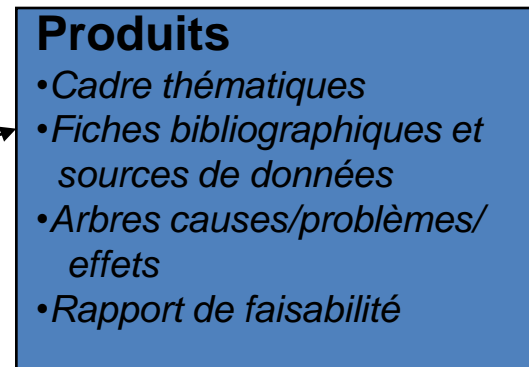 Produits
•Cadre thématiques
•Fiches bibliographiques et
sources de données
•Arbres causes/problèmes/
effets
•Rapport de faisabilité